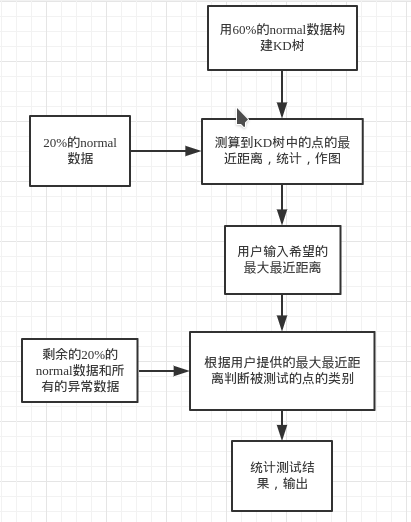 用60%的normal数据构
建KD树
20%的normal
数据
测算到KD树中的点的最
近距离，统计，作图
用户输入希望的
最大最近距离
剩余的20%的
normal数据和所
有的异常数据
根据用户提供的最大最近距
离判断被测试的点的类别
统计测试结
果，输出